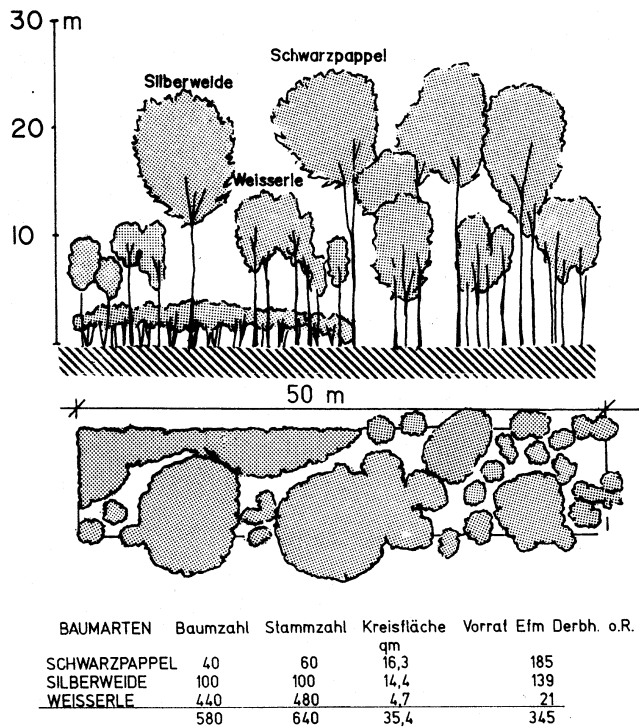 30 m
Schwarzpappel
Silberweide
20
Weisserle
10
50 m
BAUMARTEN Baumzahl Stammzahl Kreisfläche Vorrat Efm Derbh. o.R.
qm
SCHWARZPAPPEL 40 60 16,3 185
SILBERWEIDE 100 100 14,4 139
WEISSERLE 440 480 4,7 21
580 640 35,4 345